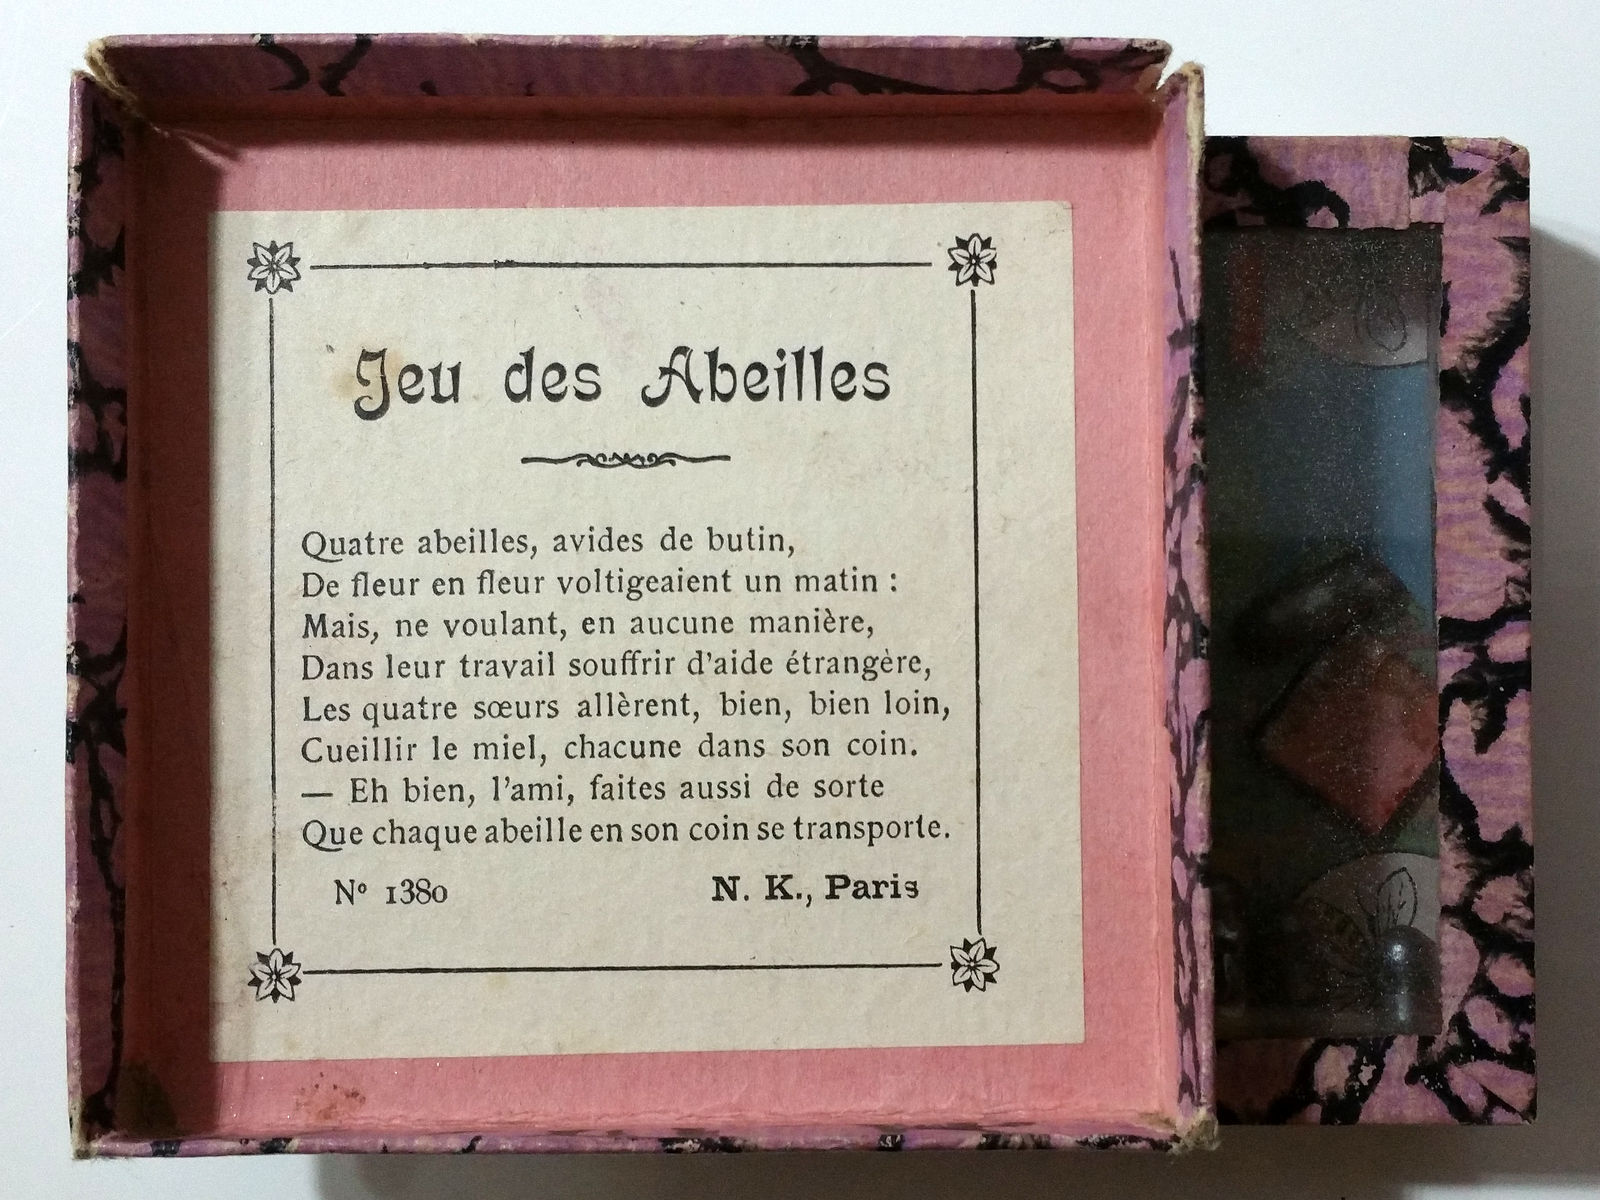 Jeu des Abeilles
Quatre abeilles, avides de butin,
De fleur en fleur voltigeaient un matin :
Mais, ne voulant, en aucune manière,
Dans leur travail souffrir d'aide étrangère,
Les quatre sœurs allèrent, bien, bien loin,
Cueillir le miel, chacune dans son coin.
— Eh bien, l'ami, faites aussi de sorte
Que chaque abeille en son coin se transporte.
Nº 1380 N. K., Paris